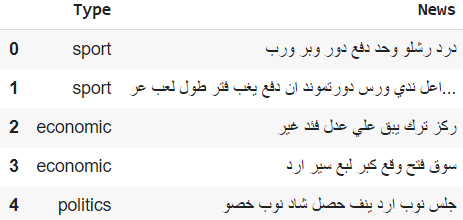 Type News
0 sport درد رشلو وحد دفع دور وبر ورب
1 sport اعل ندي ورس دورتموند ان دفع يغب فتر طول لعب عر...
2 economic ركز ترك يبق علي عدل فئد غير
3 economic سوق فتح وقع كبر لبع سير ارد
4 politics جلس نوب ارد ينف حصل شاد نوب خصو